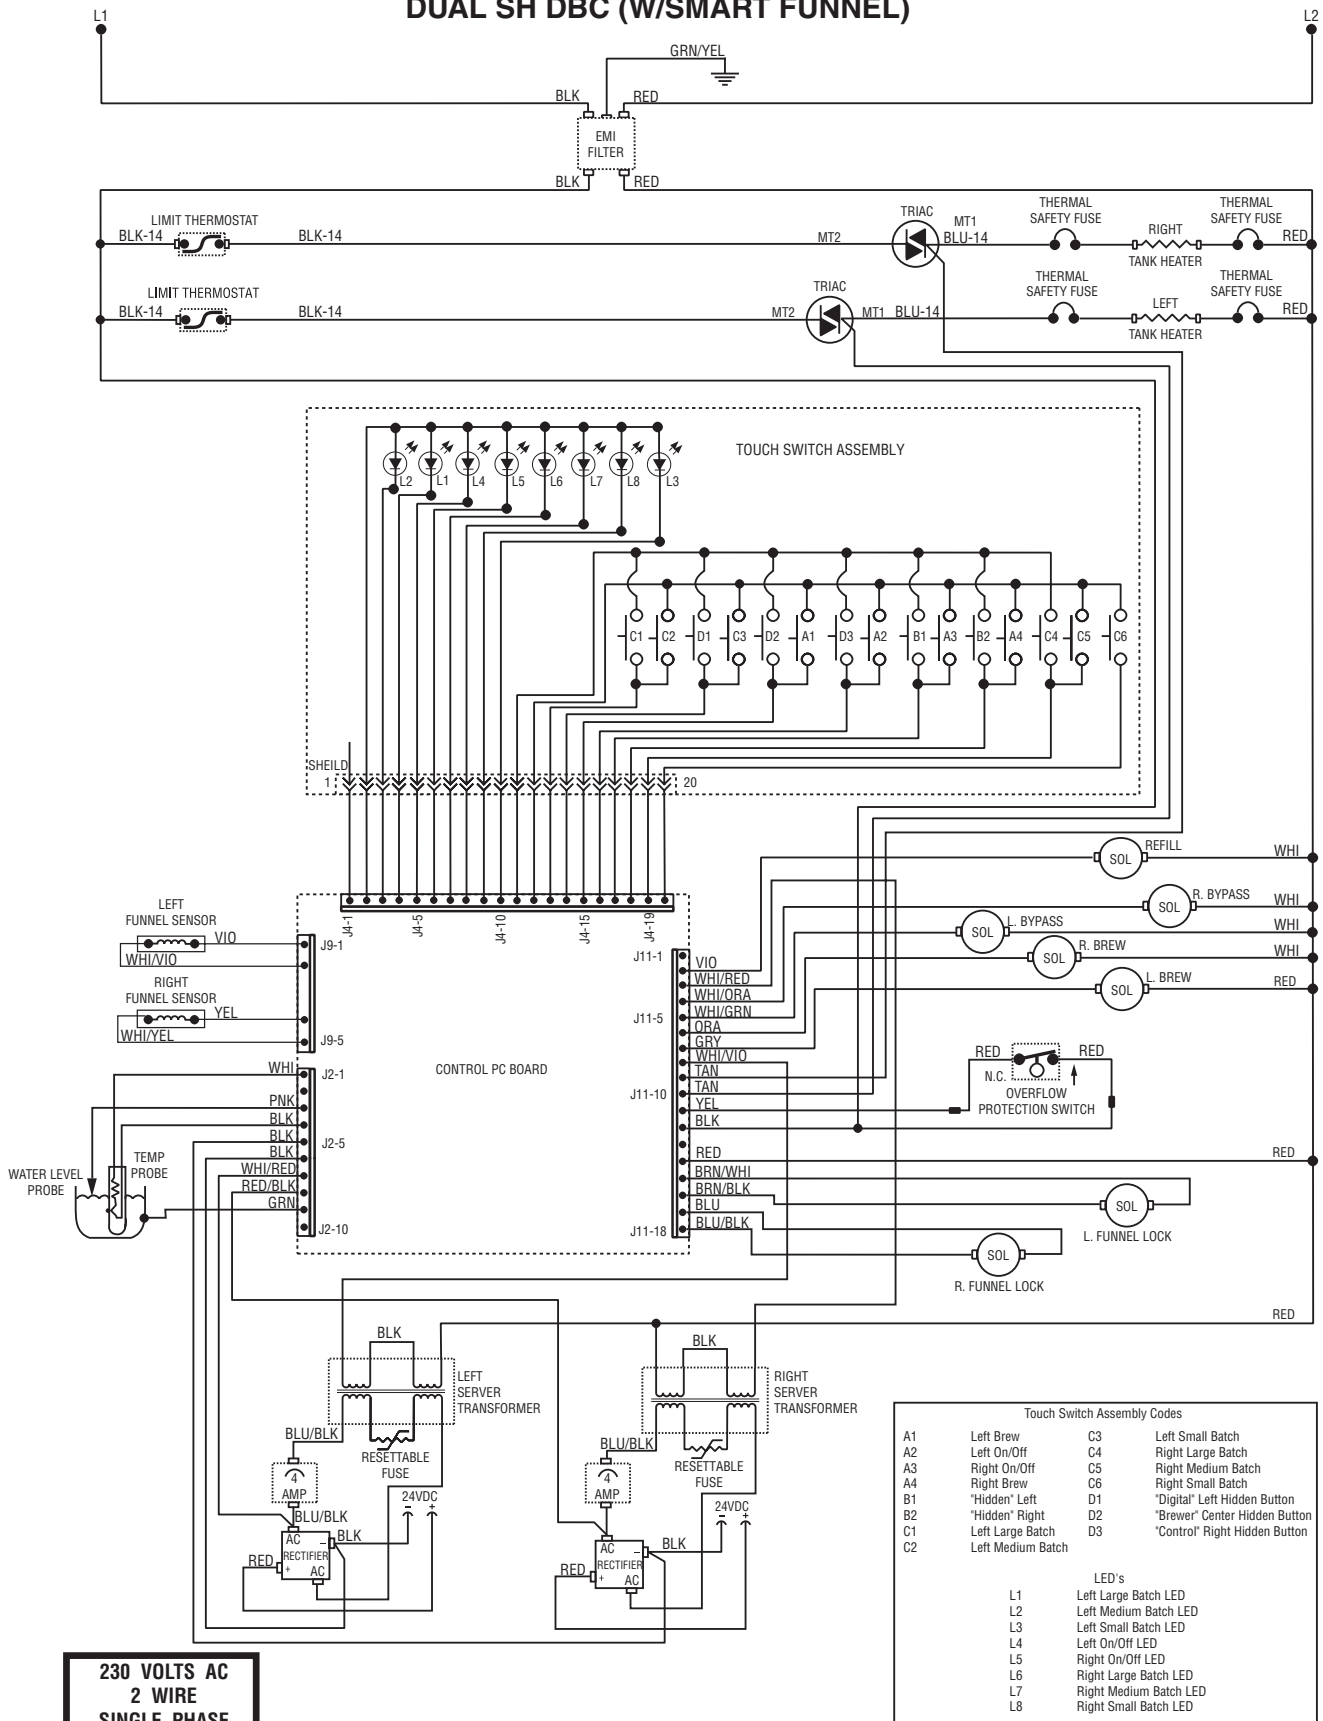 DUAL SH DBC (W/SMART FUNNEL)
L1
L2
GRN/YEL
BLK
RED
EMI
FILTER
BLK
RED
LIMIT THERMOSTAT
BLK-14
BLK-14
MT2
TRIAC
MT1
BLU-14
THERMAL
SAFETY FUSE
RIGHT
TANK HEATER
THERMAL
SAFETY FUSE
RED
LIMIT THERMOSTAT
BLK-14
BLK-14
MT2
TRIAC
MT1
BLU-14
THERMAL
SAFETY FUSE
LEFT
TANK HEATER
THERMAL
SAFETY FUSE
RED
TOUCH SWITCH ASSEMBLY
L2
L1
L4
L5
L6
L7
L8
L3
C1
C2
D1
C3
D2
A1
D3
A2
B1
A3
B2
A4
C4
C5
C6
SHEILD
1
20
J4-1
J4-5
J4-10
J4-15
J4-19
LEFT
FUNNEL SENSOR
VIO
WHI/VIO
RIGHT
FUNNEL SENSOR
YEL
WHI/YEL
J9-1
J9-5
CONTROL PC BOARD
WHI
PNK
BLK
BLK
BLK
WHI/RED
RED/BLK
GRN
J2-1
J2-5
J2-10
WATER LEVEL
PROBE
TEMP
PROBE
J11-1
J11-5
J11-10
J11-18
VIO
WHI/RED
WHI/ORA
WHI/GRN
ORA
GRY
WHI/VIO
TAN
TAN
YEL
BLK
RED
BRN/WHI
BRN/BLK
BLU
BLU/BLK
SOL
REFILL
WHI
SOL
R. BYPASS
WHI
SOL
L. BYPASS
WHI
SOL
R. BREW
WHI
SOL
L. BREW
RED
RED
RED
N.C.
OVERFLOW
PROTECTION SWITCH
RED
SOL
L. FUNNEL LOCK
SOL
R. FUNNEL LOCK
RED
BLK
LEFT
SERVER
TRANSFORMER
BLU/BLK
RESETTABLE
FUSE
4
AMP
BLU/BLK
24VDC
-
+
BLK
AC
-
RECTIFIER
+
AC
RED
BLK
RIGHT
SERVER
TRANSFORMER
BLU/BLK
RESETTABLE
FUSE
4
AMP
24VDC
-
+
BLK
AC
-
RECTIFIER
+
AC
RED
Touch Switch Assembly Codes
A1 Left Brew C3 Left Small Batch
A2 Left On/Off C4 Right Large Batch
A3 Right On/Off C5 Right Medium Batch
A4 Right Brew C6 Right Small Batch
B1 "Hidden" Left D1 "Digital" Left Hidden Button
B2 "Hidden" Right D2 "Brewer" Center Hidden Button
C1 Left Large Batch D3 "Control" Right Hidden Button
C2 Left Medium Batch
LED's
L1 Left Large Batch LED
L2 Left Medium Batch LED
L3 Left Small Batch LED
L4 Left On/Off LED
L5 Right On/Off LED
L6 Right Large Batch LED
L7 Right Medium Batch LED
L8 Right Small Batch LED
230 VOLTS AC
2 WIRE
SINGLE PHASE